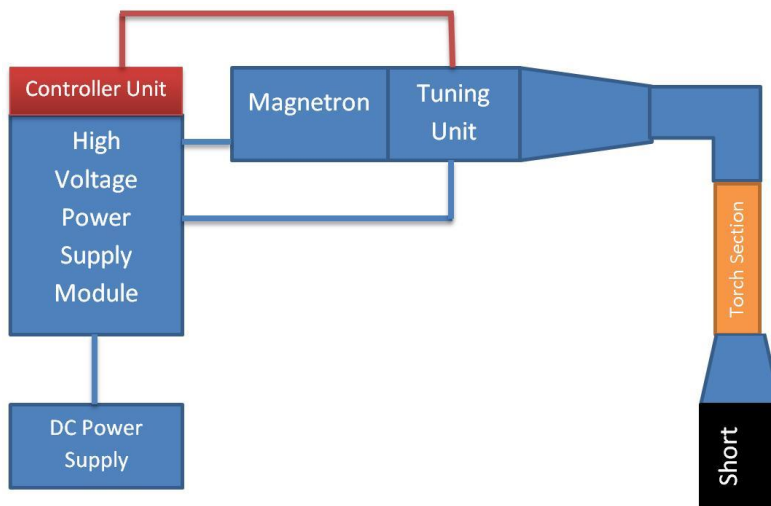 Controller Unit
High
Voltage
Power
Supply
Module
Magnetron
Tuning
Unit
Torch Section
Short
DC Power
Supply